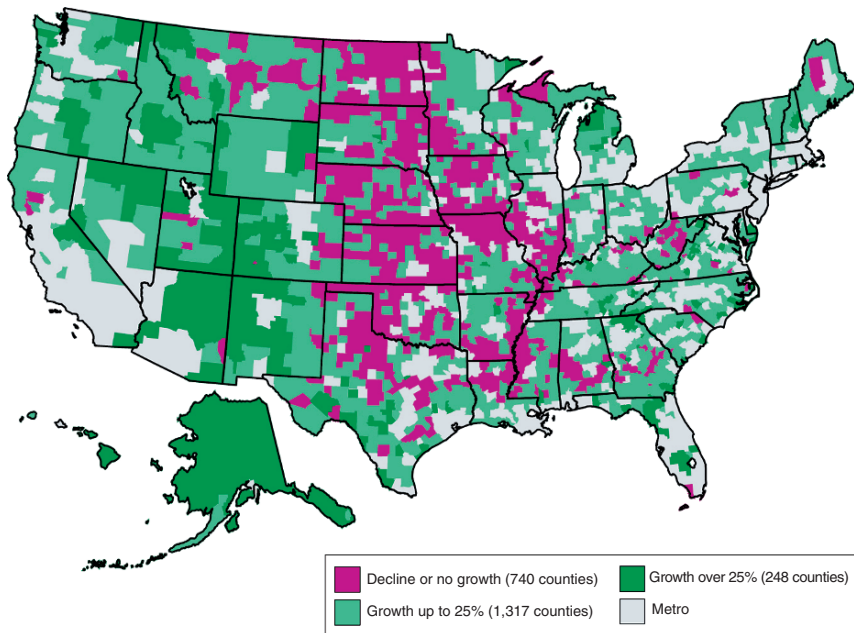 Decline or no growth (740 counties)
Growth over 25% (248 counties)
Growth up to 25% (1,317 counties)
Metro